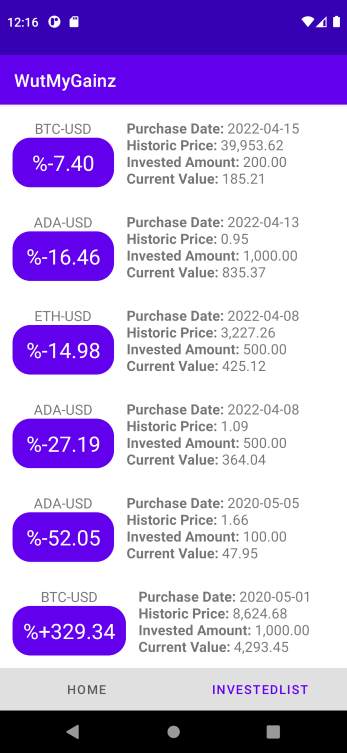 12:16
WutMyGainz
BTC-USD
%-7.40
Purchase Date: 2022-04-15
Historic Price: 39,953.62
Invested Amount: 200.00
Current Value: 185.21
ADA-USD
%-16.46
Purchase Date: 2022-04-13
Historic Price: 0.95
Invested Amount: 1,000.00
Current Value: 835.37
ETH-USD
%-14.98
Purchase Date: 2022-04-08
Historic Price: 3,227.26
Invested Amount: 500.00
Current Value: 425.12
ADA-USD
%-27.19
Purchase Date: 2022-04-08
Historic Price: 1.09
Invested Amount: 500.00
Current Value: 364.04
ADA-USD
%-52.05
Purchase Date: 2020-05-05
Historic Price: 1.66
Invested Amount: 100.00
Current Value: 47.95
BTC-USD
%+329.34
Purchase Date: 2020-05-01
Historic Price: 8,624.68
Invested Amount: 1,000.00
Current Value: 4,293.45
HOME
INVESTEDLIST